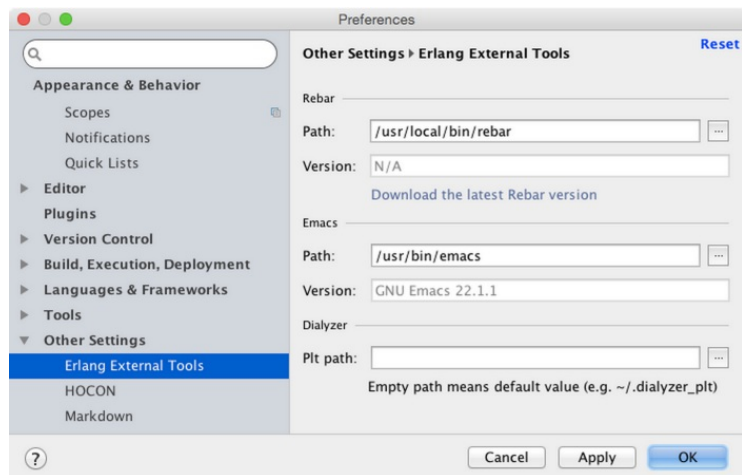 Preferences
Appearance & Behavior
Scopes
Notifications
Quick Lists
Editor
Plugins
Version Control
Build, Execution, Deployment
Languages & Frameworks
Tools
Other Settings
Erlang External Tools
HOCON
Markdown
Other Settings ▸ Erlang External Tools
Reset
Rebar
Path: /usr/local/bin/rebar ...
Version: N/A
Download the latest Rebar version
Emacs
Path: /usr/bin/emacs ...
Version: GNU Emacs 22.1.1
Dialyzer
Plt path: ...
Empty path means default value (e.g. ~/.dialyzer_plt)
? Cancel Apply OK